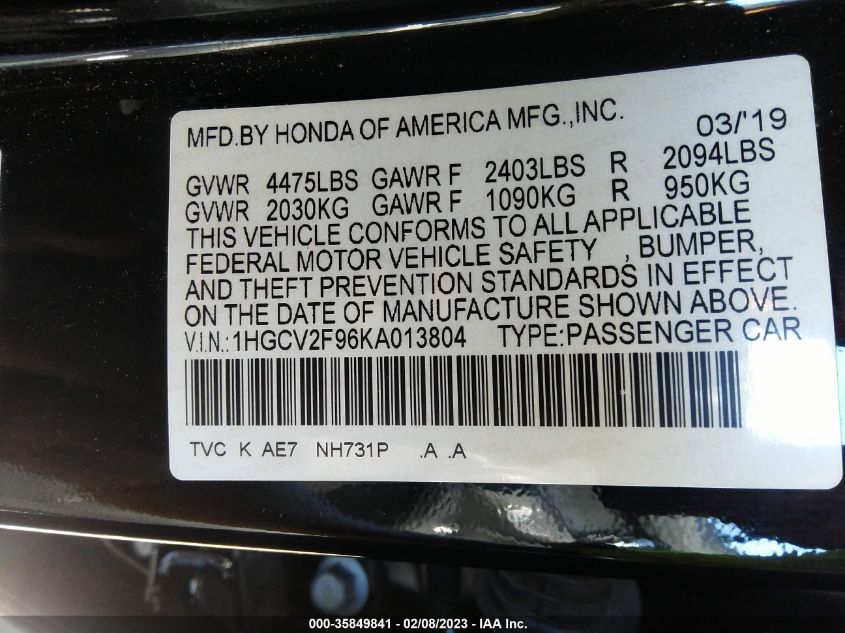 MFD.BY HONDA OF AMERICA MFG.,INC. 03/'19
GVWR 4475LBS GAWR F 2403LBS R 2094LBS
GVWR 2030KG GAWR F 1090KG R 950KG
THIS VEHICLE CONFORMS TO ALL APPLICABLE
FEDERAL MOTOR VEHICLE SAFETY , BUMPER,
AND THEFT PREVENTION STANDARDS IN EFFECT
ON THE DATE OF MANUFACTURE SHOWN ABOVE.
V.I.N.:1HGCV2F96KA013804 TYPE:PASSENGER CAR
TVC K AE7 NH731P .A .A
000-35849841 — 02/08/2023 — IAA Inc.